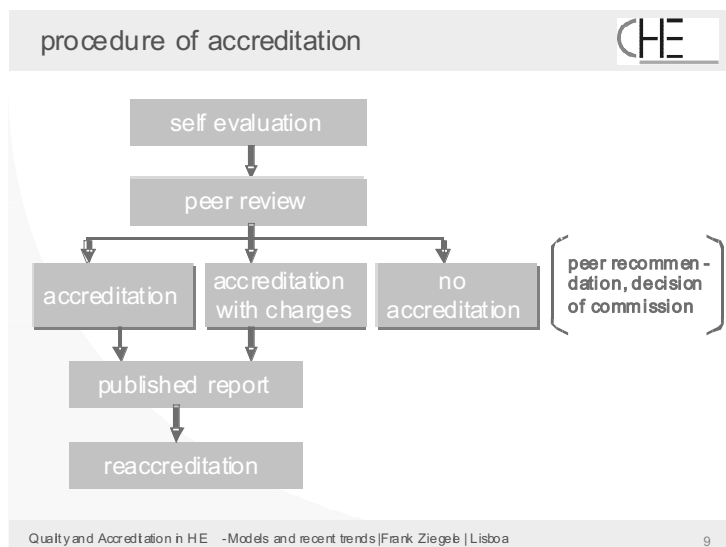 procedure of accreditation
CHE
self evaluation
peer review
accreditation
accreditation
with charges
no
accreditation
peer recommen -
dation, decision
of commission
published report
reaccreditation
Quality and Accreditation in HE -Models and recent trends|Frank Ziegele | Lisboa
9